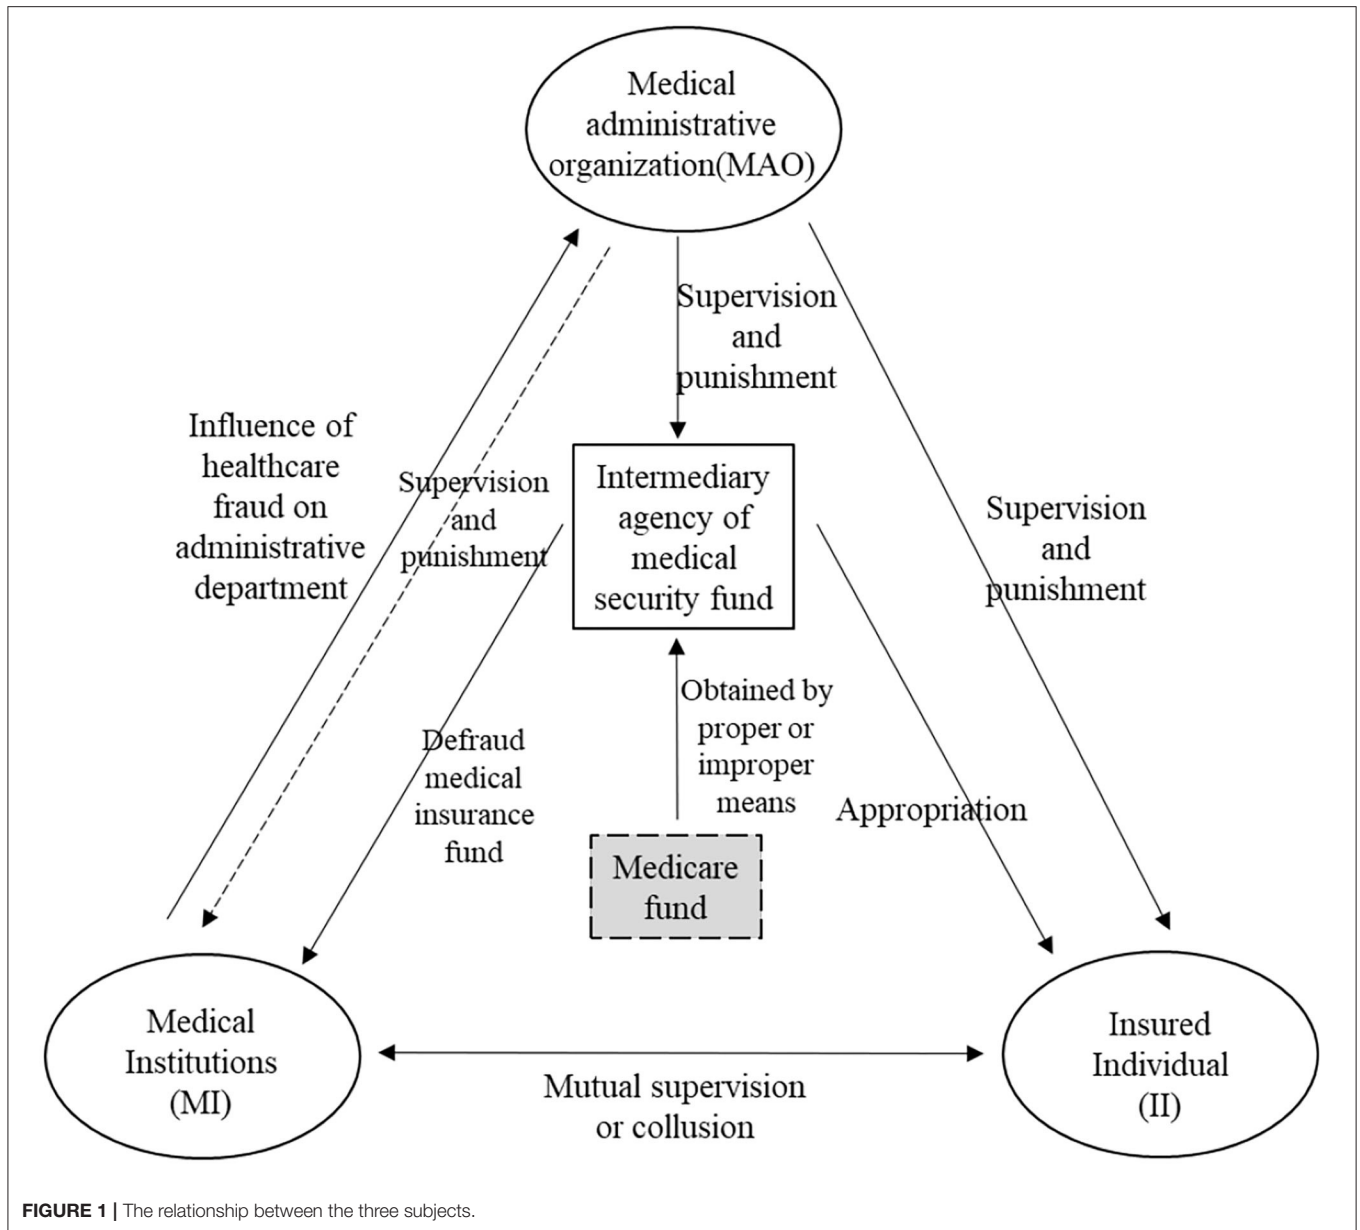 Medical
administrative
organization(MAO)
Supervision
and
punishment
Influence of
healthcare
fraud on
administrative
department
Supervision
and
punishment
Intermediary
agency of
medical
security fund
Supervision
and
punishment
Defraud
medical
insurance
fund
Obtained by
proper or
improper
means
Appropriation
Medicare
fund
Medical
Institutions
(MI)
Insured
Individual
(II)
Mutual supervision
or collusion
FIGURE 1 | The relationship between the three subjects.